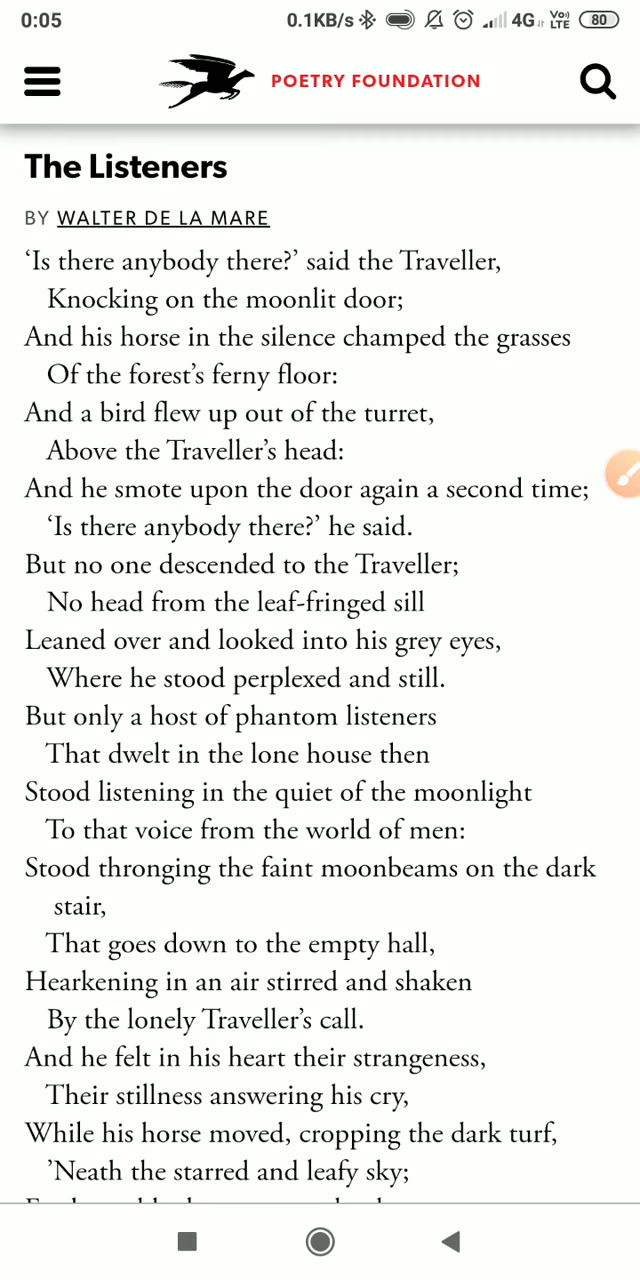 0:05 0.1KB/s 4G Vo) LTE 80
POETRY FOUNDATION
The Listeners
BY WALTER DE LA MARE
‘Is there anybody there?’ said the Traveller,
Knocking on the moonlit door;
And his horse in the silence champed the grasses
Of the forest’s ferny floor:
And a bird flew up out of the turret,
Above the Traveller’s head:
And he smote upon the door again a second time;
‘Is there anybody there?’ he said.
But no one descended to the Traveller;
No head from the leaf-fringed sill
Leaned over and looked into his grey eyes,
Where he stood perplexed and still.
But only a host of phantom listeners
That dwelt in the lone house then
Stood listening in the quiet of the moonlight
To that voice from the world of men:
Stood thronging the faint moonbeams on the dark
stair,
That goes down to the empty hall,
Hearkening in an air stirred and shaken
By the lonely Traveller’s call.
And he felt in his heart their strangeness,
Their stillness answering his cry,
While his horse moved, cropping the dark turf,
’Neath the starred and leafy sky;